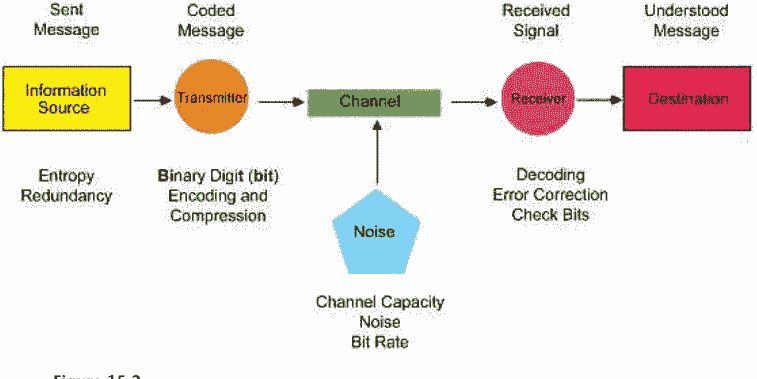 Sent
Message
Coded
Message
Received
Signal
Understood
Message
Information
Source
Transmitter
Channel
Receiver
Destination
Entropy
Redundancy
Binary Digit (bit)
Encoding and
Compression
Noise
Decoding
Error Correction
Check Bits
Channel Capacity
Noise
Bit Rate